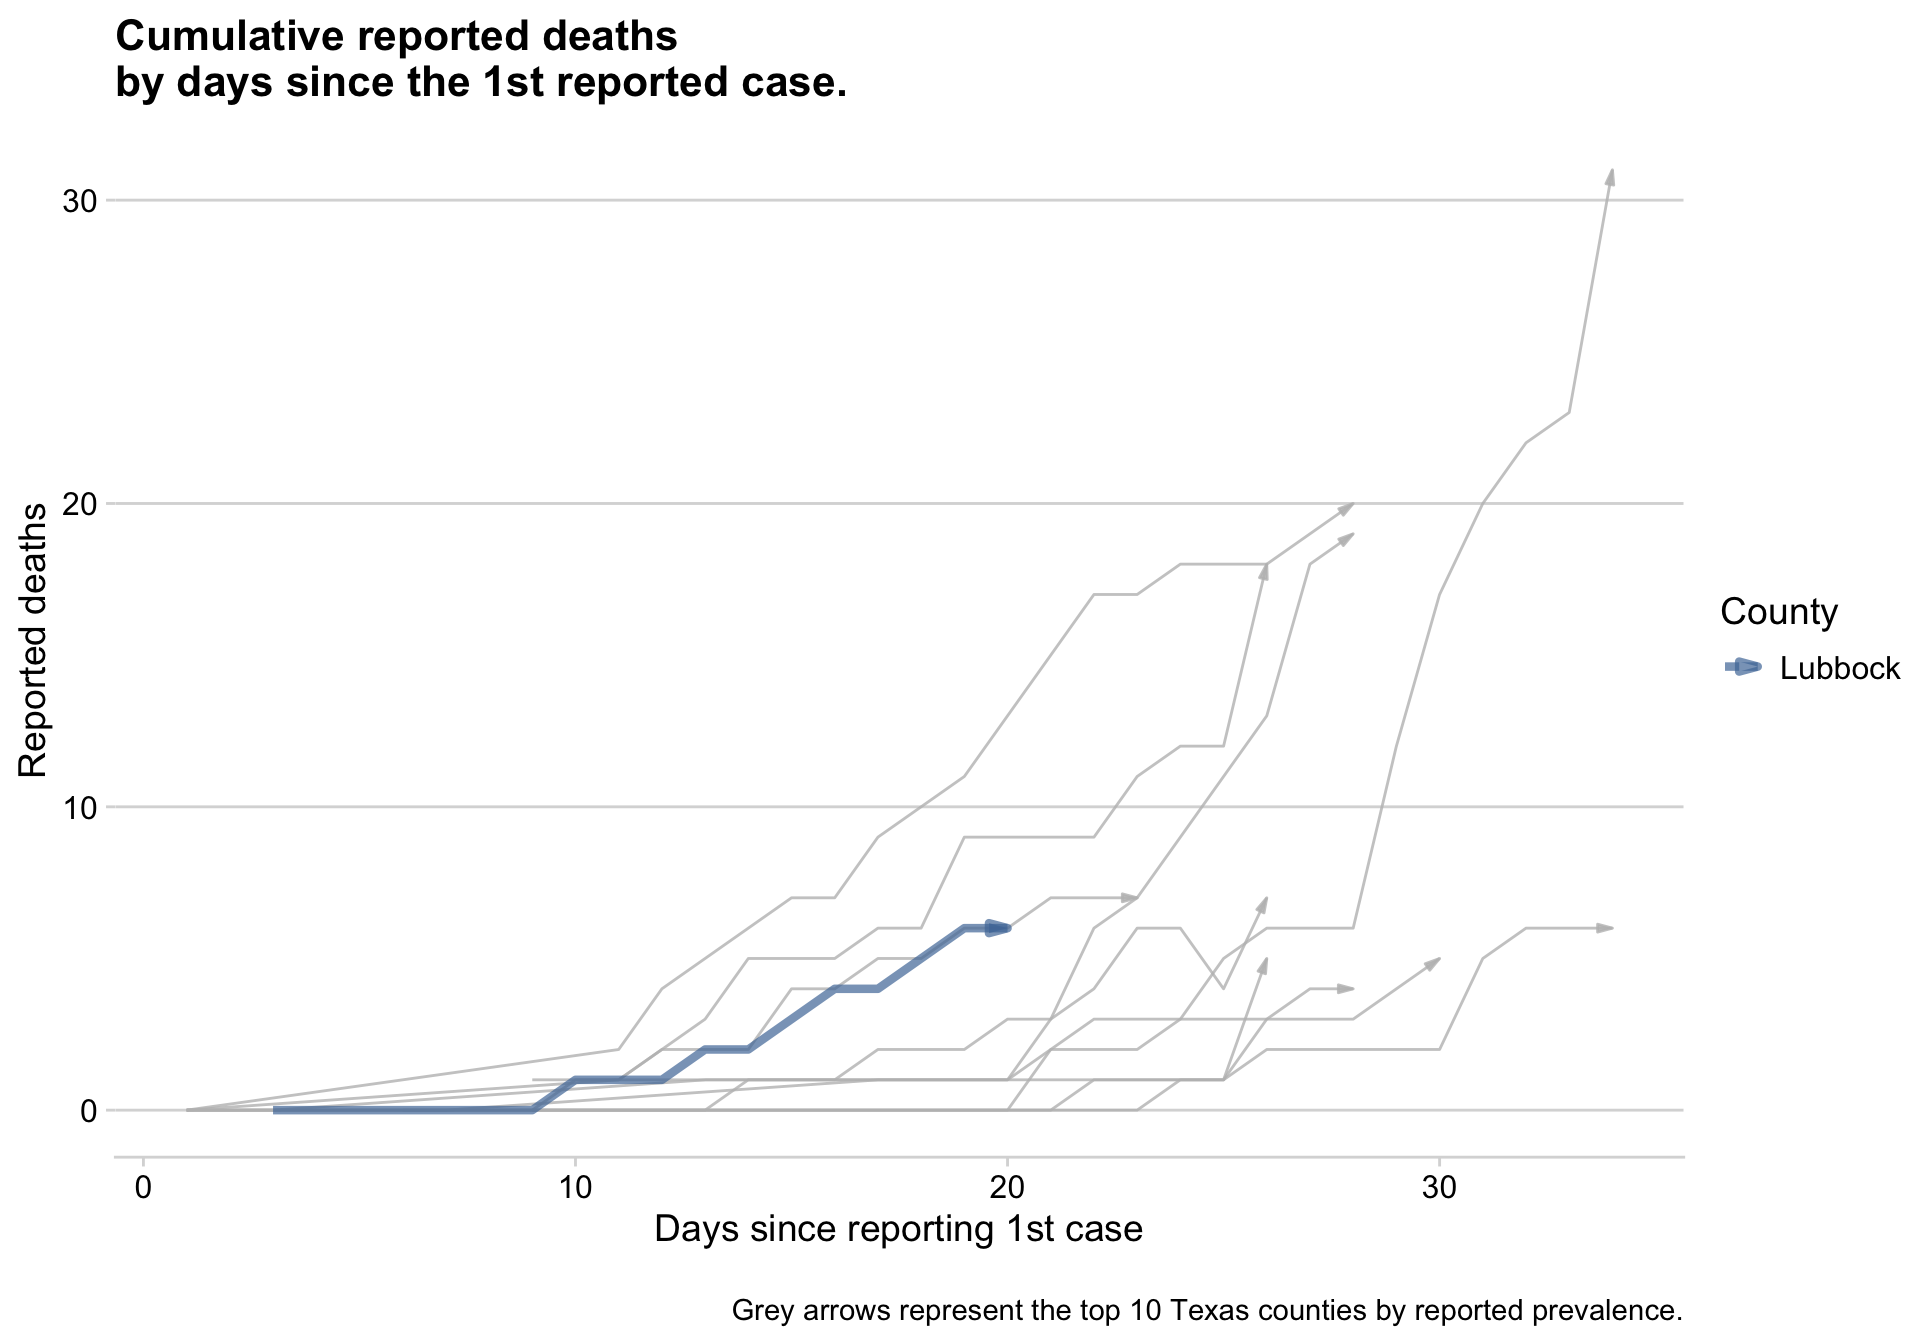 Cumulative reported deaths
by days since the 1st reported case.
Reported deaths
30
20
10
0
0
10
20
30
Days since reporting 1st case
County
Lubbock
Grey arrows represent the top 10 Texas counties by reported prevalence.